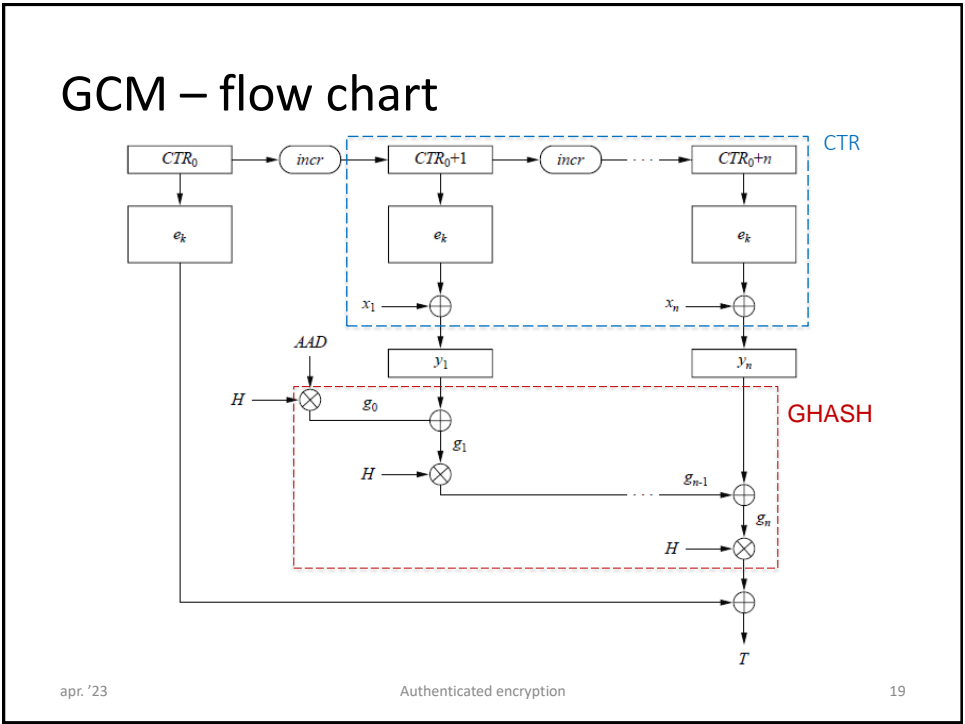 GCM – flow chart
CTR
CTR₀
incr
CTR₀+1
incr
. . .
CTR₀+n
eₖ
eₖ
eₖ
x₁
xₙ
AAD
y₁
yₙ
H
g₀
GHASH
g₁
H
. . .
gₙ₋₁
gₙ
H
T
apr. ’23
Authenticated encryption
19